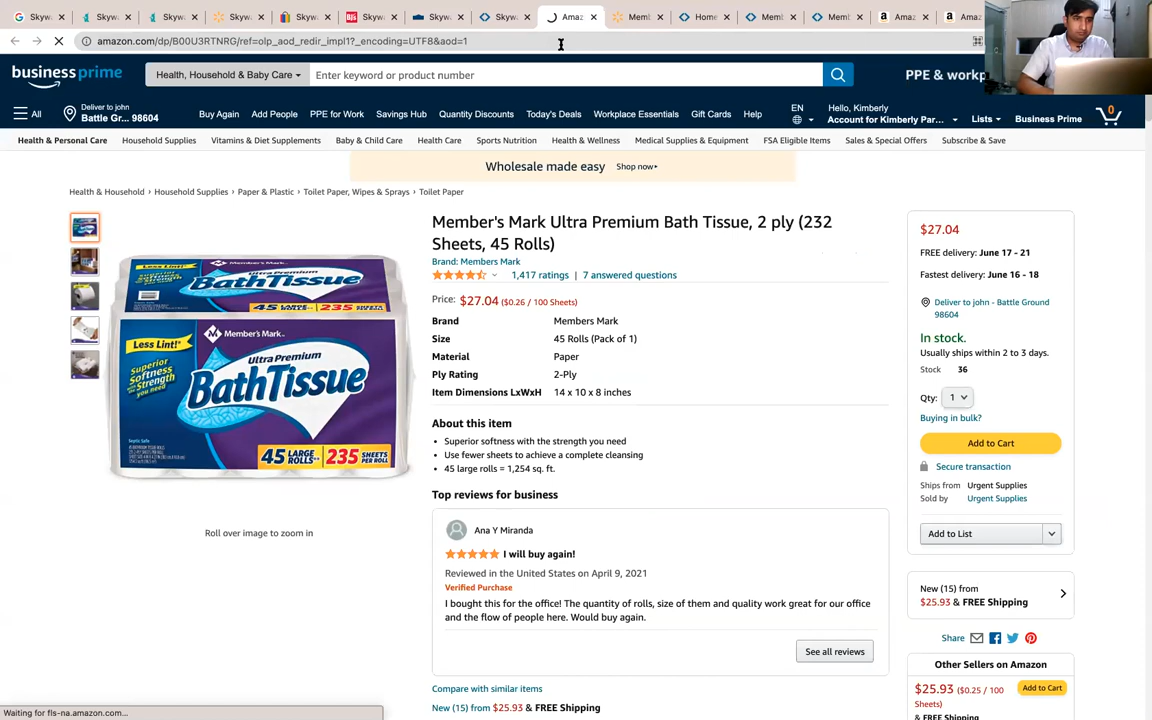 Skyw
Skyw
Skyw
Skyw
Skyw
Skyw
Skyw
Skyw
Amaz
Memb
Home
Memb
Memb
Amaz
Amaz
amazon.com/dp/B00U3RTNRG/ref=olp_aod_redir_impl1?_encoding=UTF8&aod=1
business prime
Health, Household & Baby Care
Enter keyword or product number
PPE & workp
All
Deliver to john
Battle Gr... 98604
Buy Again
Add People
PPE for Work
Savings Hub
Quantity Discounts
Today's Deals
Workplace Essentials
Gift Cards
Help
EN
Hello, Kimberly
Account for Kimberly Par...
Lists
Business Prime
0
Health & Personal Care
Household Supplies
Vitamins & Diet Supplements
Baby & Child Care
Health Care
Sports Nutrition
Health & Wellness
Medical Supplies & Equipment
FSA Eligible Items
Sales & Special Offers
Subscribe & Save
Wholesale made easy Shop now
Health & Household › Household Supplies › Paper & Plastic › Toilet Paper, Wipes & Sprays › Toilet Paper
Less Lint!
Ultra Premium
BathTissue
45 LARGE ROLLS 235 SHEETS PER ROLL
Member's Mark
Less Lint!
Superior Softness with the Strength you need
Ultra Premium
BathTissue
45 LARGE ROLLS 235 SHEETS PER ROLL
Roll over image to zoom in
Member's Mark Ultra Premium Bath Tissue, 2 ply (232
Sheets, 45 Rolls)
Brand: Members Mark
1,417 ratings | 7 answered questions
Price: $27.04 ($0.26 / 100 Sheets)
Brand Members Mark
Size 45 Rolls (Pack of 1)
Material Paper
Ply Rating 2-Ply
Item Dimensions LxWxH 14 x 10 x 8 inches
About this item
• Superior softness with the strength you need
• Use fewer sheets to achieve a complete cleansing
• 45 large rolls = 1,254 sq. ft.
Top reviews for business
Ana Y Miranda
I will buy again!
Reviewed in the United States on April 9, 2021
Verified Purchase
I bought this for the office! The quantity of rolls, size of them and quality work great for our office
and the flow of people here. Would buy again.
See all reviews
Compare with similar items
New (15) from $25.93 & FREE Shipping
$27.04
FREE delivery: June 17 - 21
Fastest delivery: June 16 - 18
Deliver to john - Battle Ground
98604
In stock.
Usually ships within 2 to 3 days.
Stock 36
Qty: 1
Buying in bulk?
Add to Cart
Secure transaction
Ships from Urgent Supplies
Sold by Urgent Supplies
Add to List
New (15) from
$25.93 & FREE Shipping
Share
Other Sellers on Amazon
$25.93 ($0.25 / 100
Sheets)
& FREE Shipping
Add to Cart
Waiting for fls-na.amazon.com...